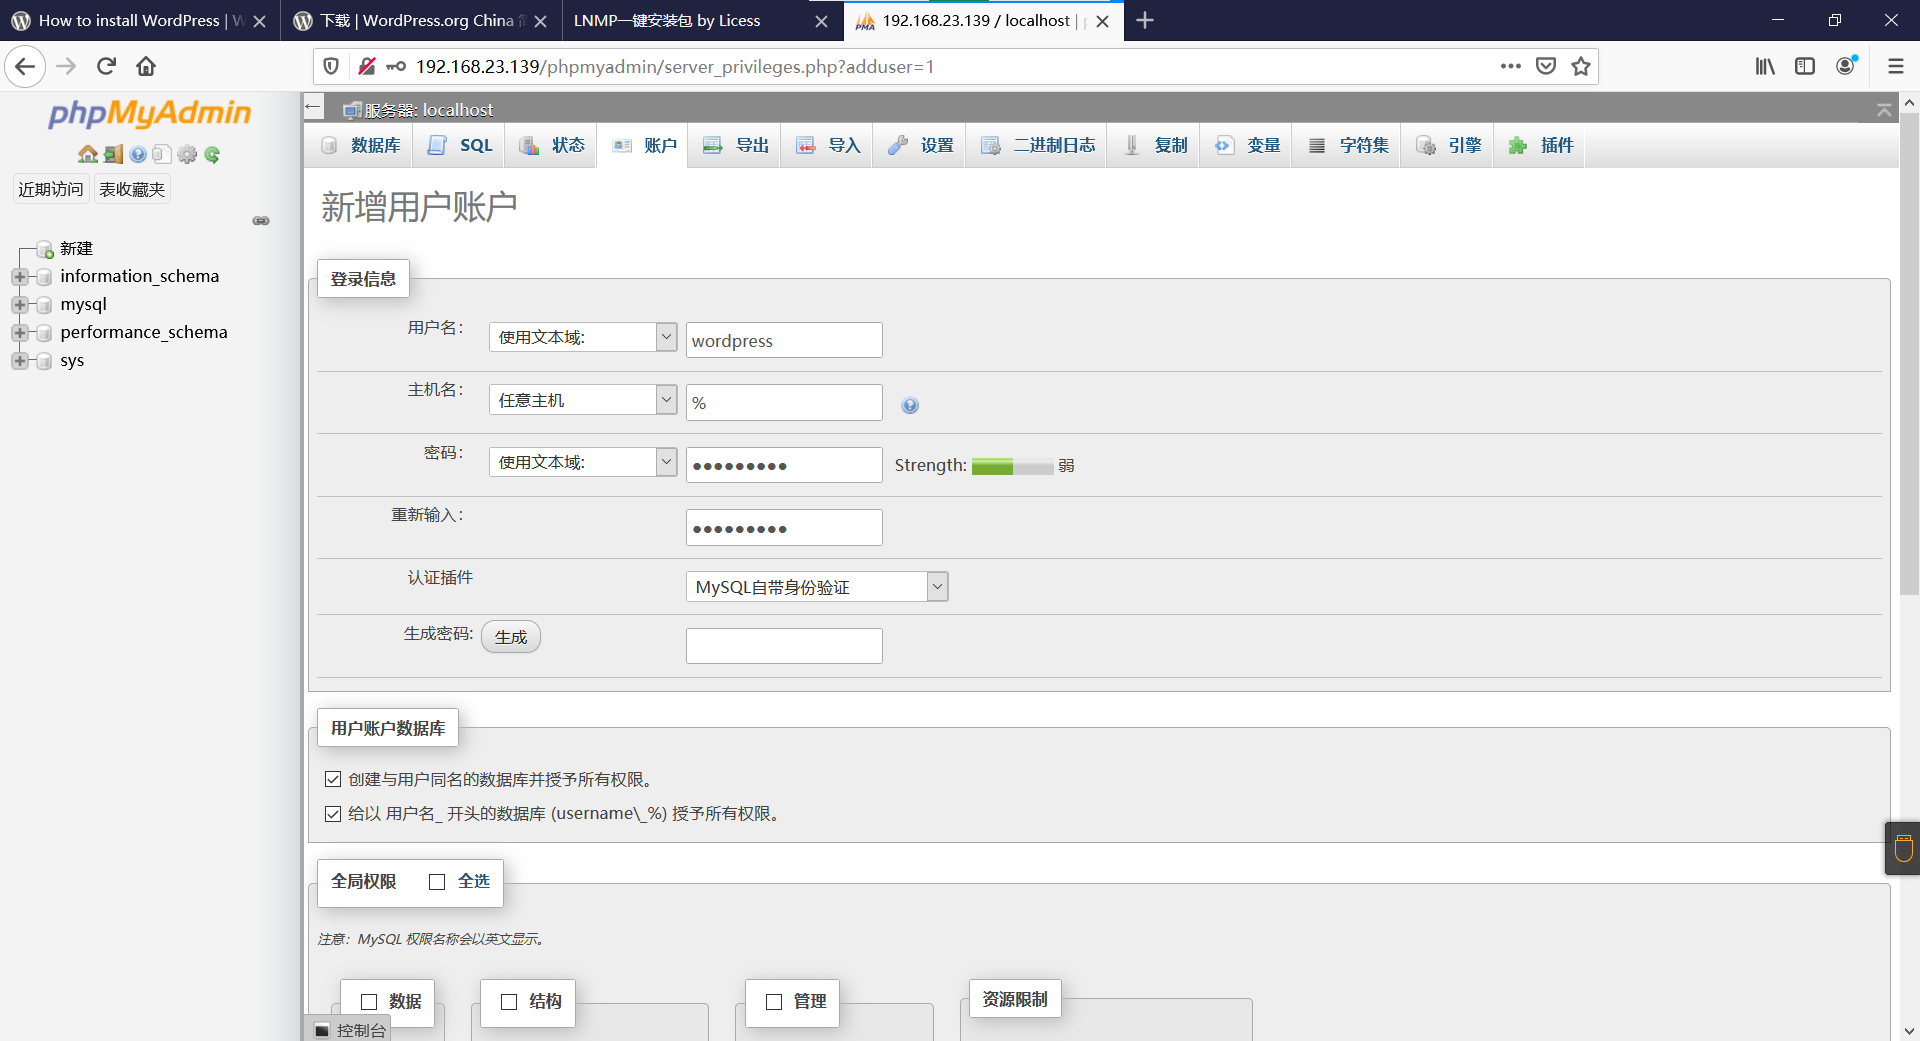 How to install WordPress | W
下载 | WordPress.org China 简
LNMP一键安装包 by Licess
192.168.23.139 / localhost | p
192.168.23.139/phpmyadmin/server_privileges.php?adduser=1
phpMyAdmin
近期访问
表收藏夹
新建
information_schema
mysql
performance_schema
sys
服务器: localhost
数据库
SQL
状态
账户
导出
导入
设置
二进制日志
复制
变量
字符集
引擎
插件
新增用户账户
登录信息
用户名：
使用文本域:
wordpress
主机名：
任意主机
%
密码：
使用文本域:
●●●●●●●●●
Strength:
弱
重新输入：
●●●●●●●●●
认证插件
MySQL自带身份验证
生成密码:
生成
用户账户数据库
创建与用户同名的数据库并授予所有权限。
给以 用户名_ 开头的数据库 (username\_%) 授予所有权限。
全局权限
全选
注意：MySQL 权限名称会以英文显示。
数据
结构
管理
资源限制
控制台